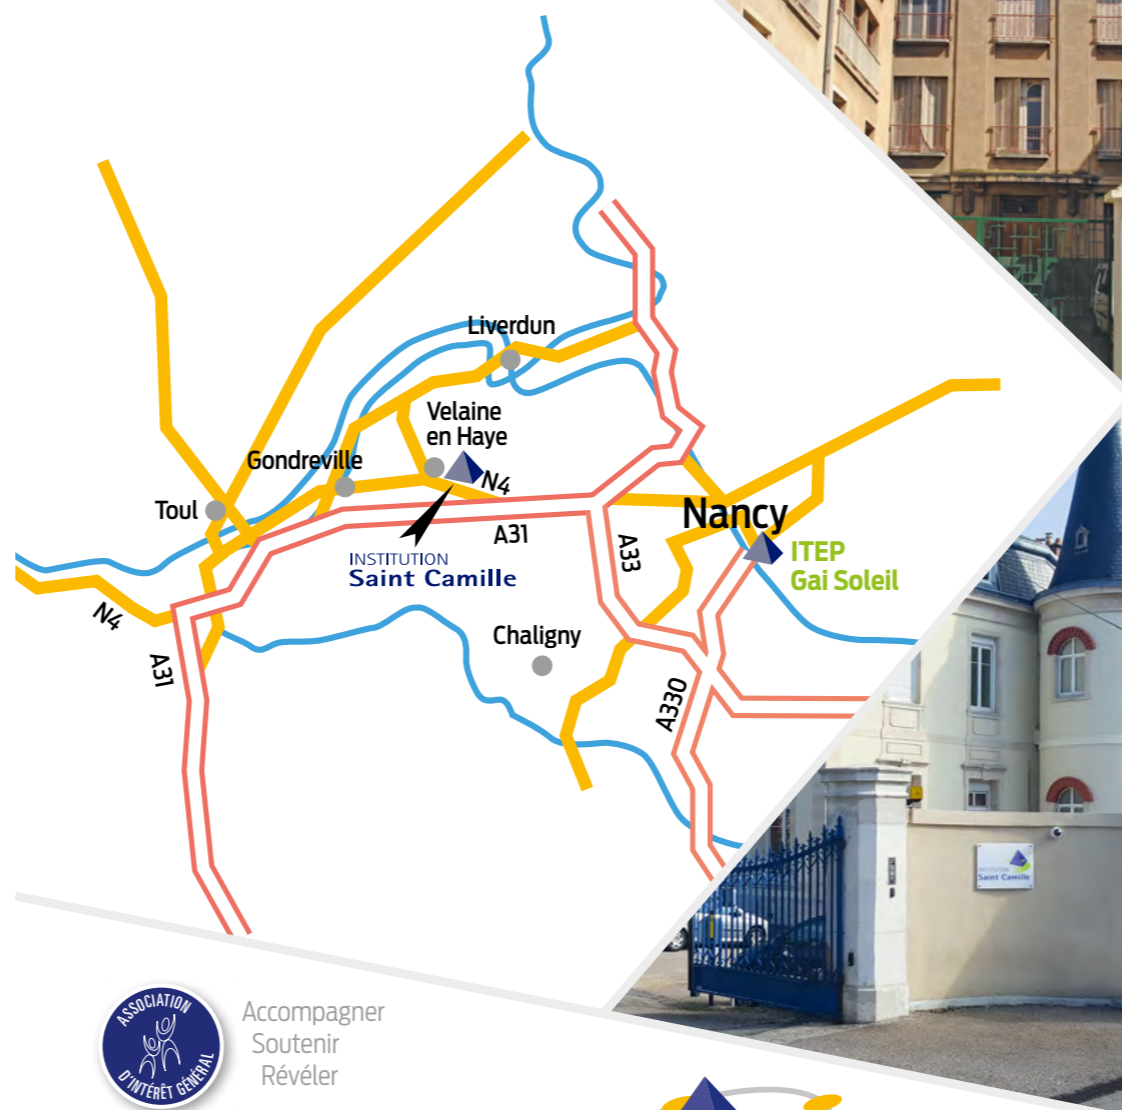 Liverdun
Velaine
en Haye
Gondreville
N4
Toul
Nancy
A31
A33
INSTITUTION
Saint Camille
ITEP
Gai Soleil
N4
Chaligny
A31
A330
INSTITUTION
Saint Camille
ASSOCIATION
D'INTÉRÊT GÉNÉRAL
Accompagner
Soutenir
Révéler